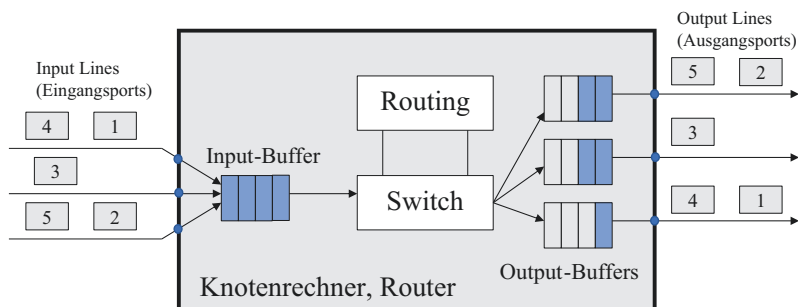 Input Lines
(Eingangsports)
4 1
3
5 2
Input-Buffer
Routing
Switch
Output-Buffers
Knotenrechner, Router
Output Lines
(Ausgangsports)
5 2
3
4 1